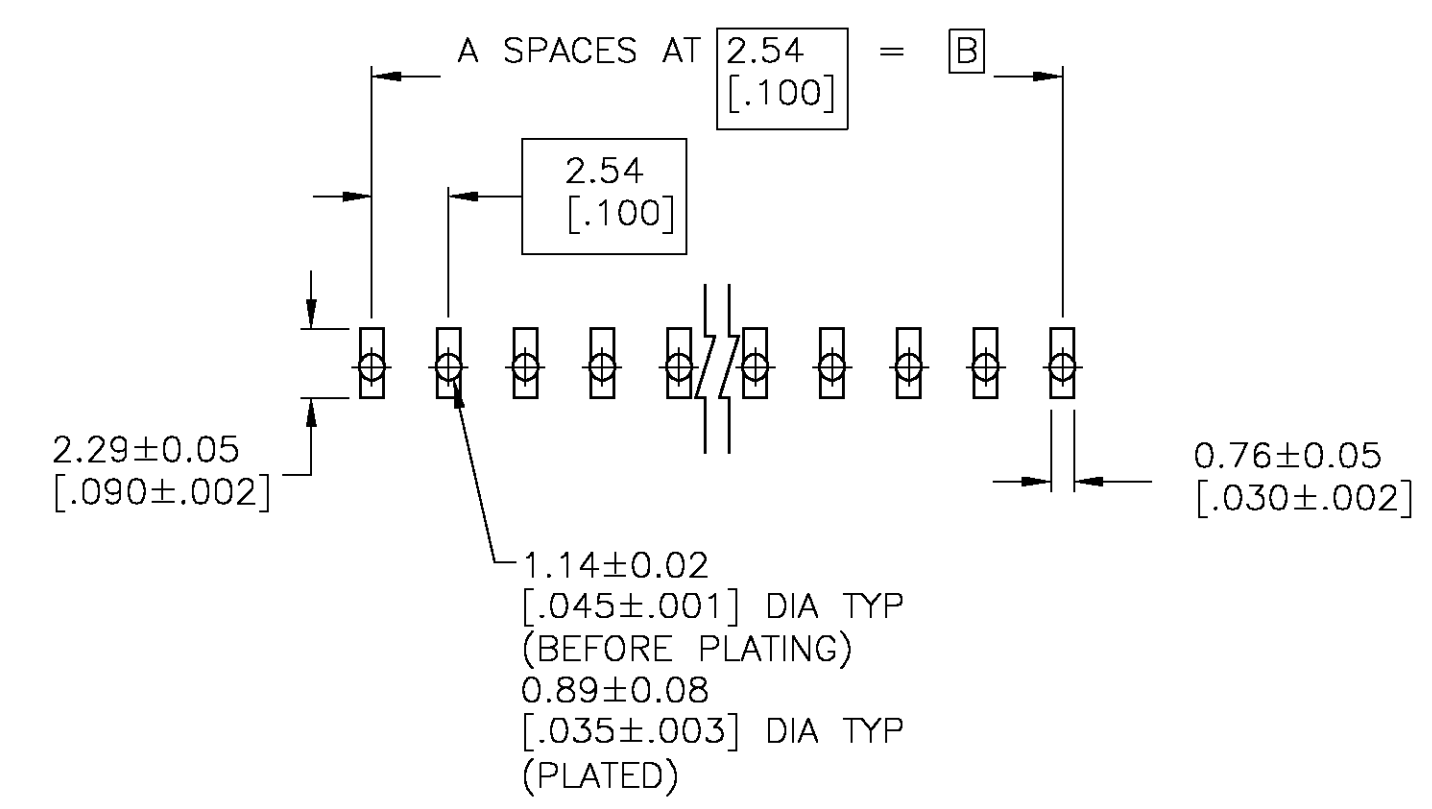 A SPACES AT 2.54 = B
[.100]
2.54
[.100]
2.29±0.05
[.090±.002]
0.76±0.05
[.030±.002]
1.14±0.02
[.045±.001] DIA TYP
(BEFORE PLATING)
0.89±0.08
[.035±.003] DIA TYP
(PLATED)